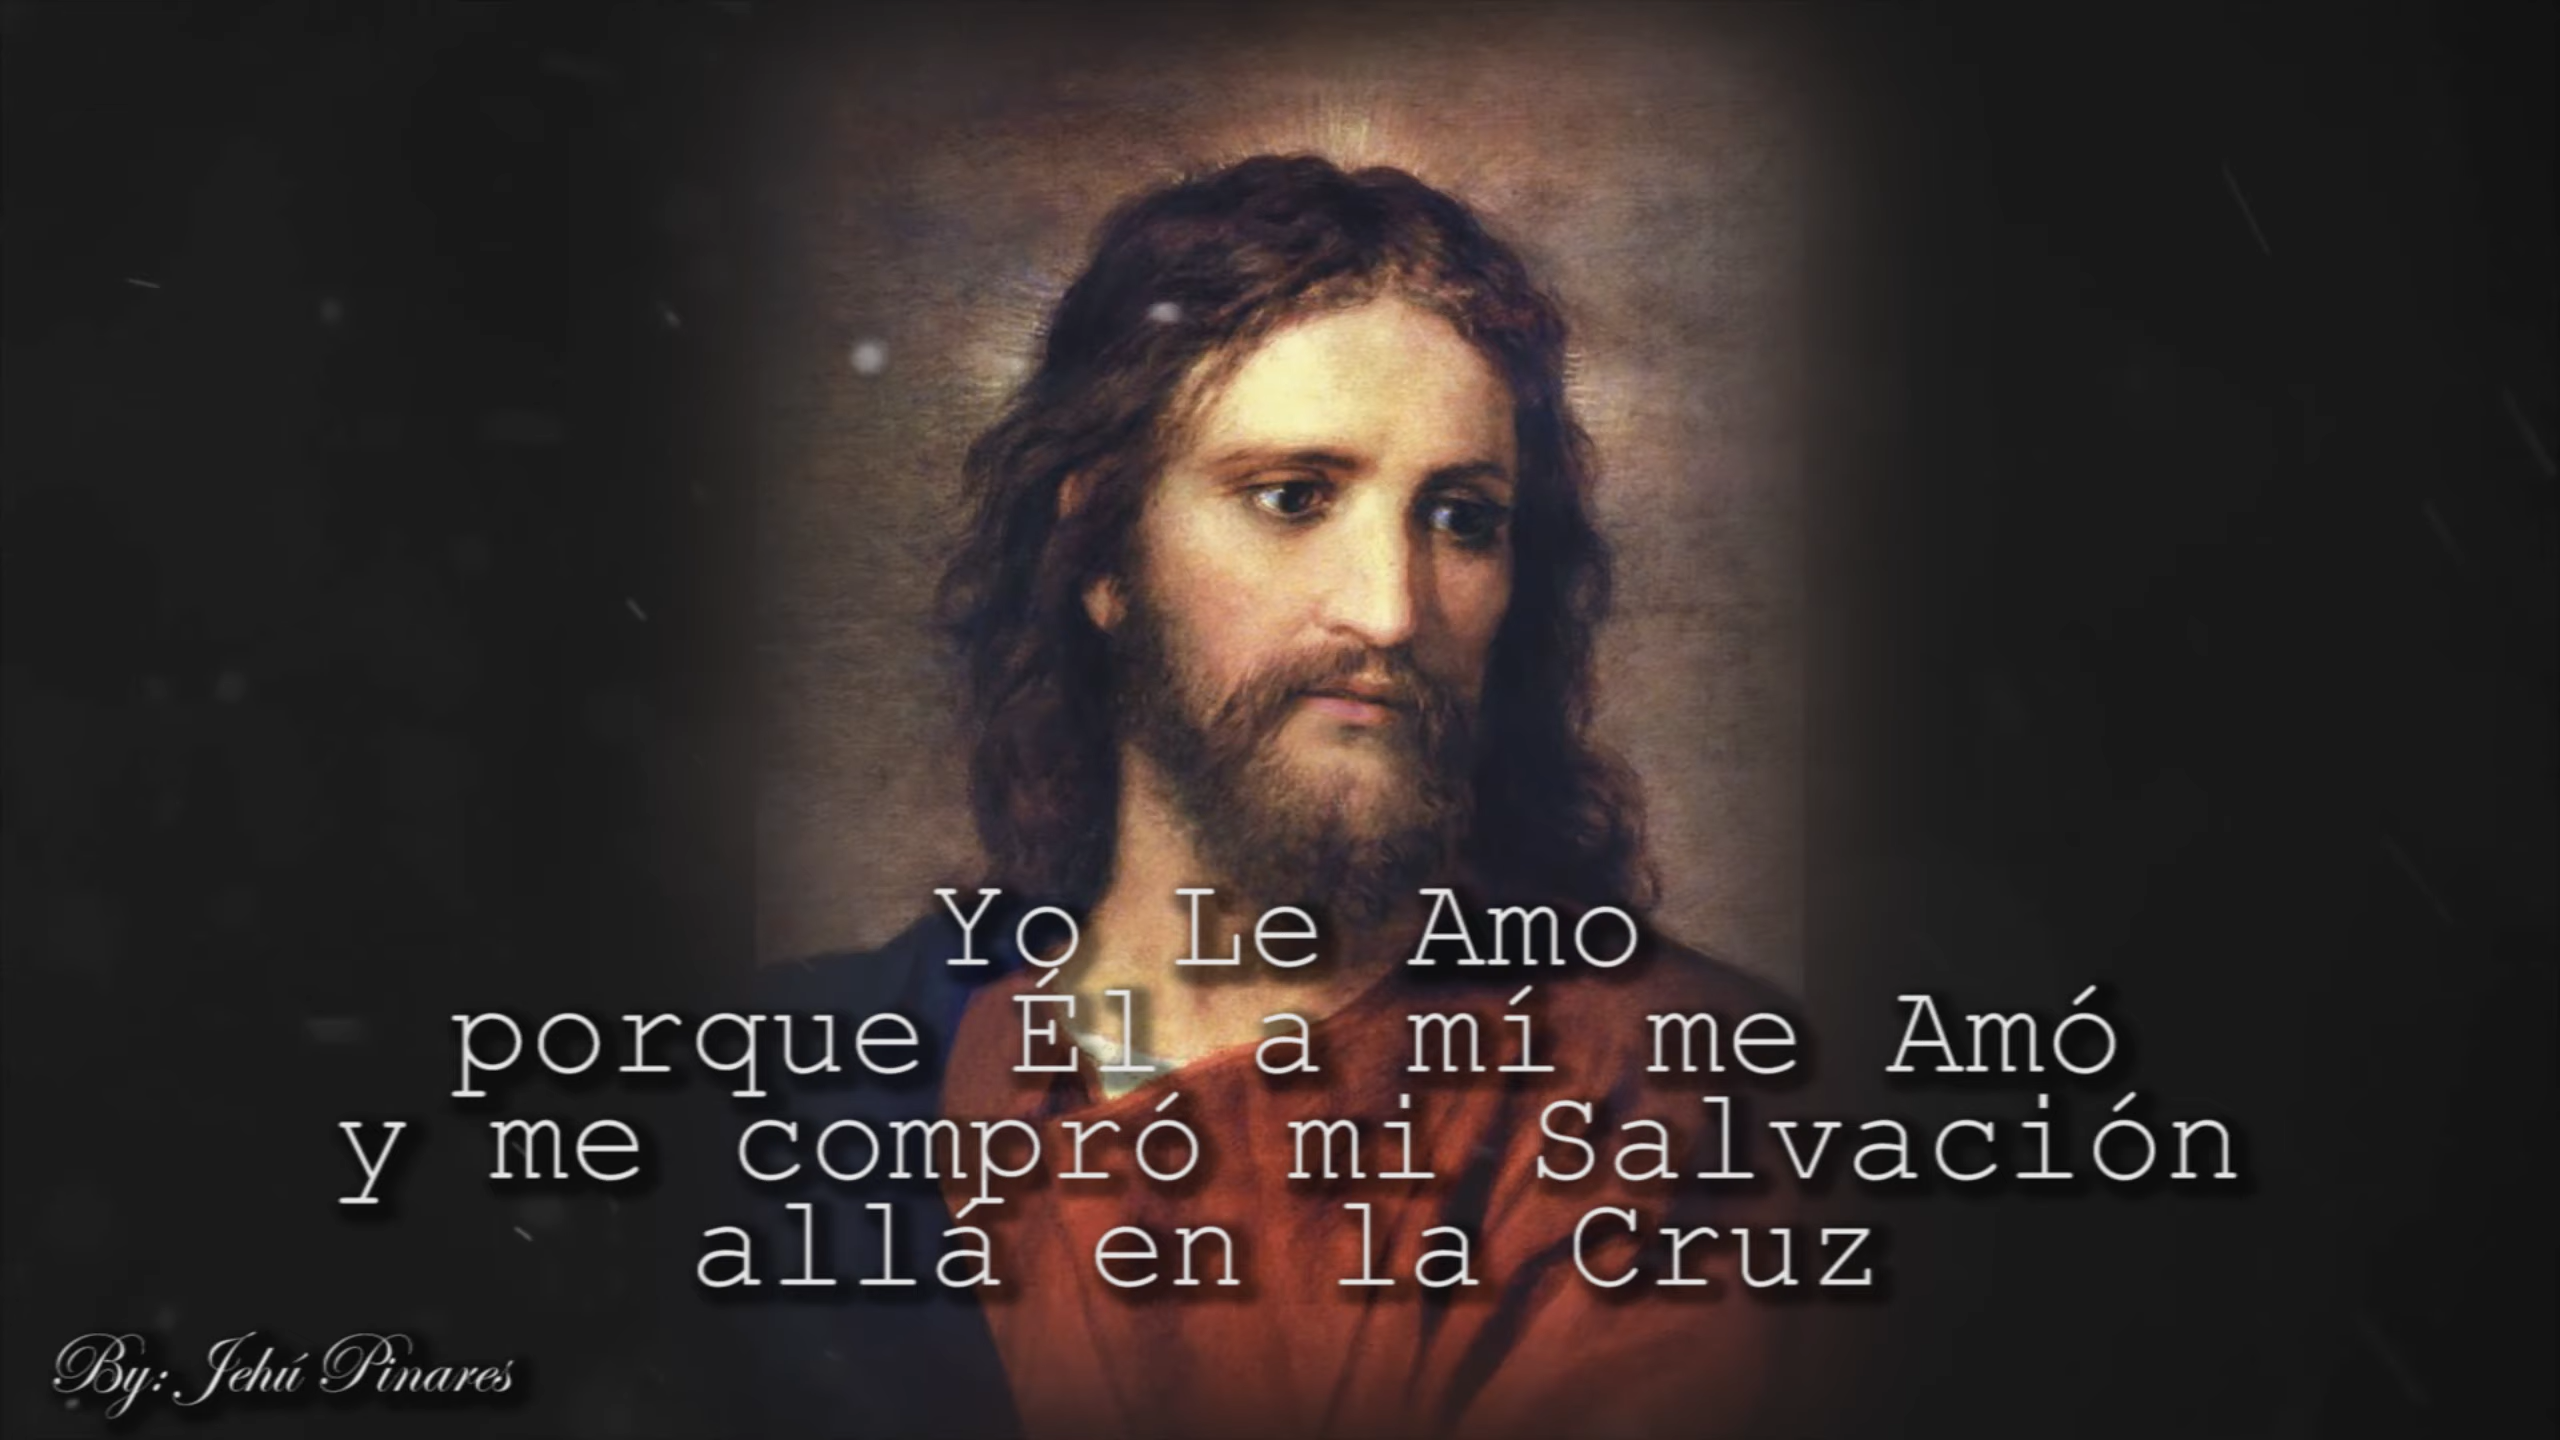 Yo Le Amo
porque Él a mí me Amó
y me compró mi Salvación
allá en la Cruz
By: Jehú Pinares